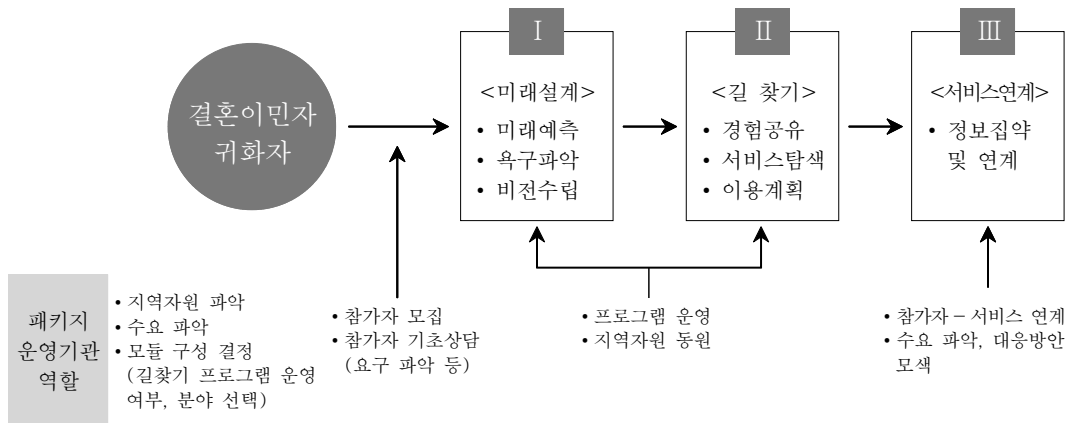 결혼이민자
귀화자
Ⅰ
<미래설계>
• 미래예측
• 욕구파악
• 비전수립
Ⅱ
<길 찾기>
• 경험공유
• 서비스탐색
• 이용계획
Ⅲ
<서비스연계>
• 정보집약
및 연계
패키지
운영기관
역할
• 지역자원 파악
• 수요 파악
• 모듈 구성 결정
(길찾기 프로그램 운영
여부, 분야 선택)
• 참가자 모집
• 참가자 기초상담
(요구 파악 등)
• 프로그램 운영
• 지역자원 동원
• 참가자 – 서비스 연계
• 수요 파악, 대응방안
모색